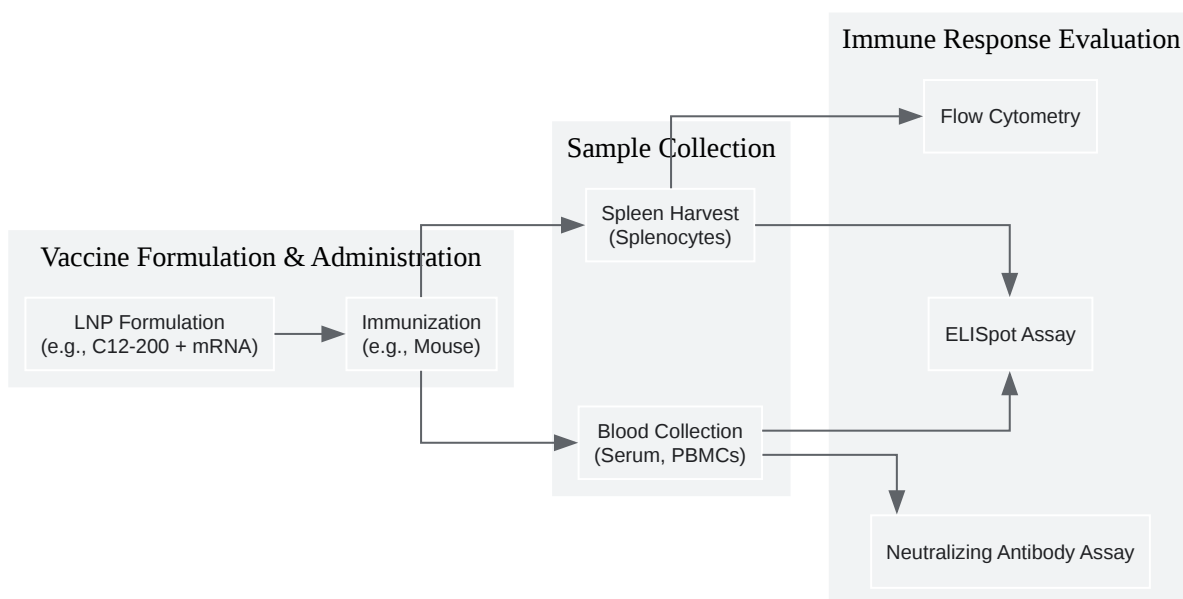 Vaccine Formulation & Administration
LNP Formulation
(e.g., C12-200 + mRNA)
Immunization
(e.g., Mouse)
Sample Collection
Spleen Harvest
(Splenocytes)
Blood Collection
(Serum, PBMCs)
Immune Response Evaluation
Flow Cytometry
ELISpot Assay
Neutralizing Antibody Assay